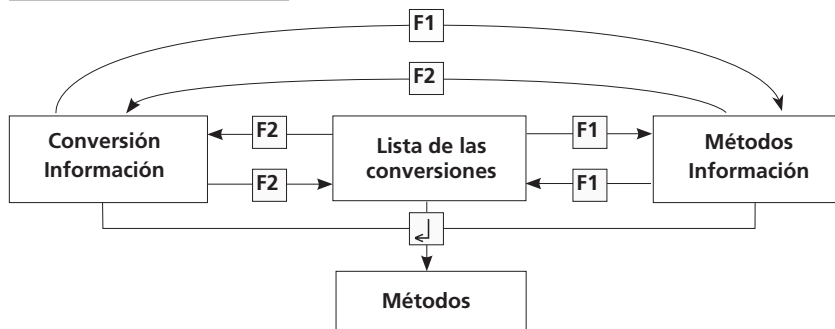 F1
F2
Conversión
Información
F2
F2
Lista de las
conversiones
F1
F1
Métodos
Información
Métodos